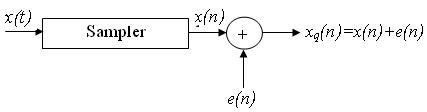 x(t)
Sampler
x(n)
+
xq(n)=x(n)+e(n)
e(n)